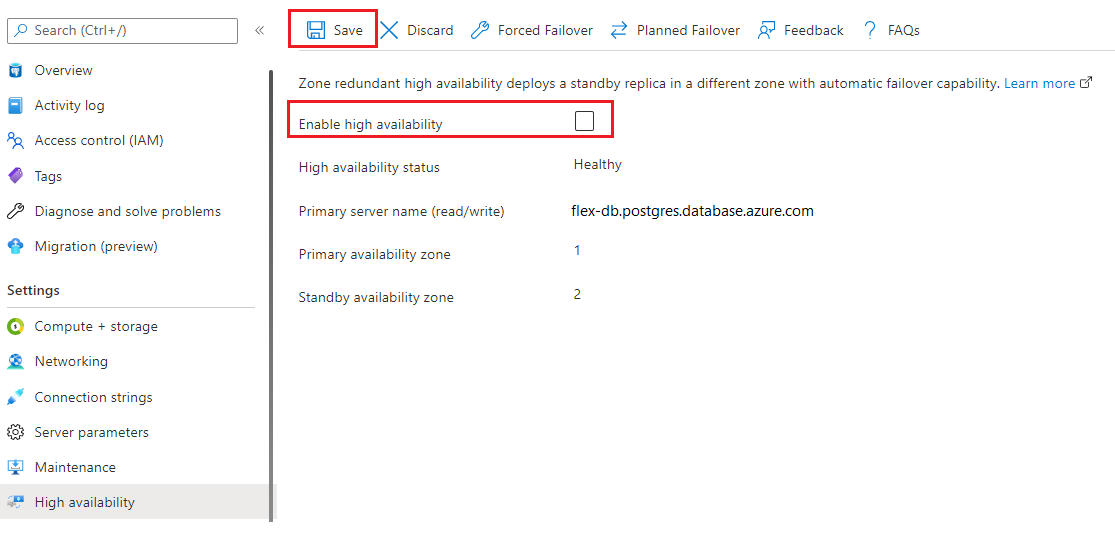 Search (Ctrl+/)
«
Overview
Activity log
Access control (IAM)
Tags
Diagnose and solve problems
Migration (preview)
Settings
Compute + storage
Networking
Connection strings
Server parameters
Maintenance
High availability
Save Discard Forced Failover Planned Failover Feedback ? FAQs
Zone redundant high availability deploys a standby replica in a different zone with automatic failover capability. Learn more
Enable high availability
High availability status Healthy
Primary server name (read/write) flex-db.postgres.database.azure.com
Primary availability zone 1
Standby availability zone 2